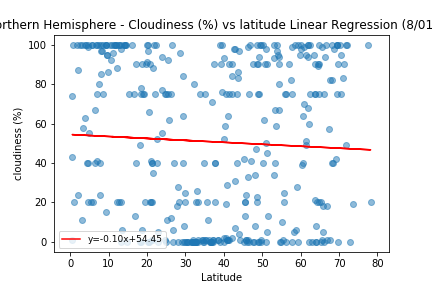 orthern Hemisphere - Cloudiness (%) vs latitude Linear Regression (8/01
100
80
60
40
20
0
cloudiness (%)
y=-0.10x+54.45
0 10 20 30 40 50 60 70 80
Latitude